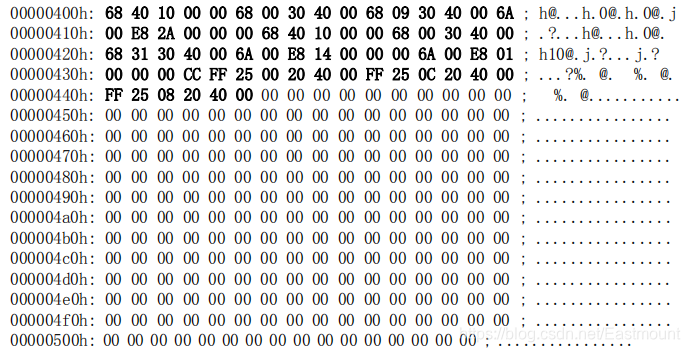 00000400h: 68 40 10 00 00 68 00 30 40 00 68 09 30 40 00 6A ; h@...h.0@.h.0@.j
00000410h: 00 E8 2A 00 00 00 68 40 10 00 00 68 00 30 40 00 ; .?...h@...h.0@.
00000420h: 68 31 30 40 00 6A 00 E8 14 00 00 00 6A 00 E8 01 ; h10@.j.?...j.?
00000430h: 00 00 00 CC FF 25 00 20 40 00 FF 25 0C 20 40 00 ; ...?%. @. %. @.
00000440h: FF 25 08 20 40 00 00 00 00 00 00 00 00 00 00 00 ; %. @...........
00000450h: 00 00 00 00 00 00 00 00 00 00 00 00 00 00 00 00 ; ................
00000460h: 00 00 00 00 00 00 00 00 00 00 00 00 00 00 00 00 ; ................
00000470h: 00 00 00 00 00 00 00 00 00 00 00 00 00 00 00 00 ; ................
00000480h: 00 00 00 00 00 00 00 00 00 00 00 00 00 00 00 00 ; ................
00000490h: 00 00 00 00 00 00 00 00 00 00 00 00 00 00 00 00 ; ................
000004a0h: 00 00 00 00 00 00 00 00 00 00 00 00 00 00 00 00 ; ................
000004b0h: 00 00 00 00 00 00 00 00 00 00 00 00 00 00 00 00 ; ................
000004c0h: 00 00 00 00 00 00 00 00 00 00 00 00 00 00 00 00 ; ................
000004d0h: 00 00 00 00 00 00 00 00 00 00 00 00 00 00 00 00 ; ................
000004e0h: 00 00 00 00 00 00 00 00 00 00 00 00 00 00 00 00 ; ................
000004f0h: 00 00 00 00 00 00 00 00 00 00 00 00 00 00 00 00 ; ................
00000500h: 00 00 00 00 00 00 00 00 00 00 00 00 00 00 00 00 ; ................
https://blog.csdn.net/Eastmount